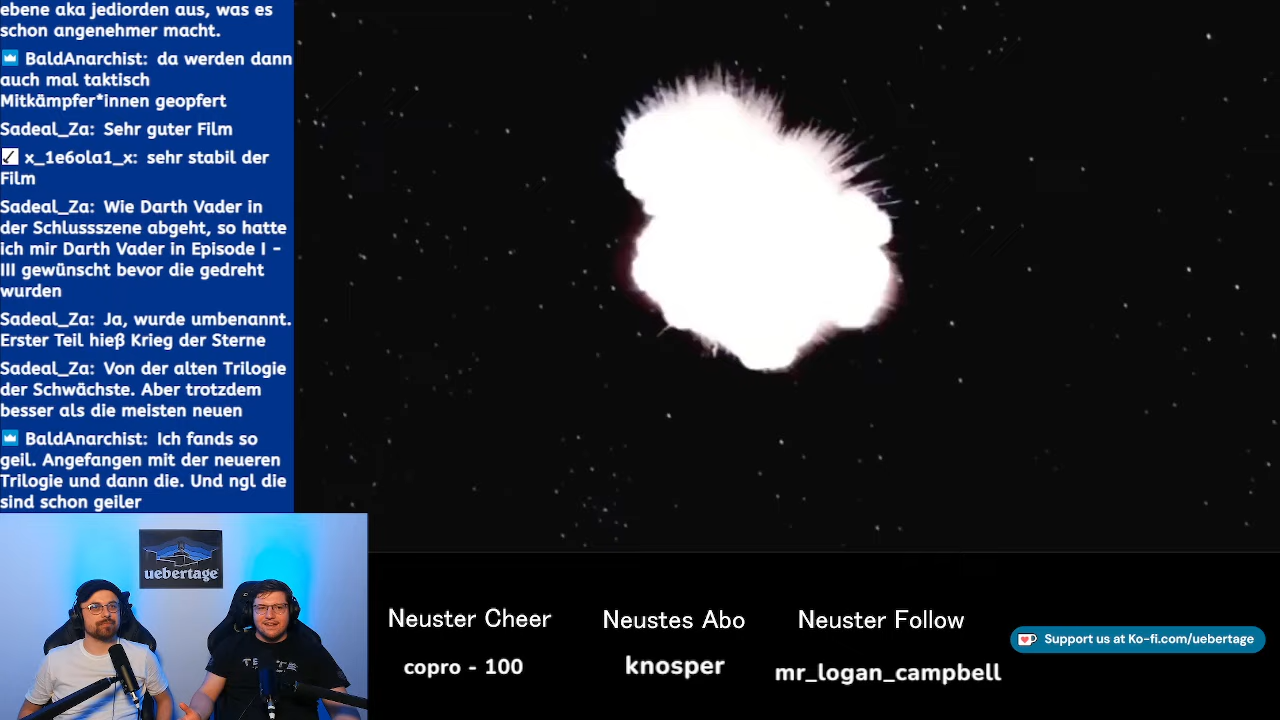 ebene aka jediorden aus, was es
schon angenehmer macht.
BaldAnarchist: da werden dann
auch mal taktisch
Mitkämpfer*innen geopfert
Sadeal_Za: Sehr guter Film
x_1e6ola1_x: sehr stabil der
Film
Sadeal_Za: Wie Darth Vader in
der Schlussszene abgeht, so hatte
ich mir Darth Vader in Episode I -
III gewünscht bevor die gedreht
wurden
Sadeal_Za: Ja, wurde umbenannt.
Erster Teil hieß Krieg der Sterne
Sadeal_Za: Von der alten Trilogie
der Schwächste. Aber trotzdem
besser als die meisten neuen
BaldAnarchist: Ich fands so
geil. Angefangen mit der neueren
Trilogie und dann die. Und ngl die
sind schon geiler
uebertage
Neuster Cheer
copro - 100
Neustes Abo
knosper
Neuster Follow
mr_logan_campbell
Support us at Ko-fi.com/uebertage